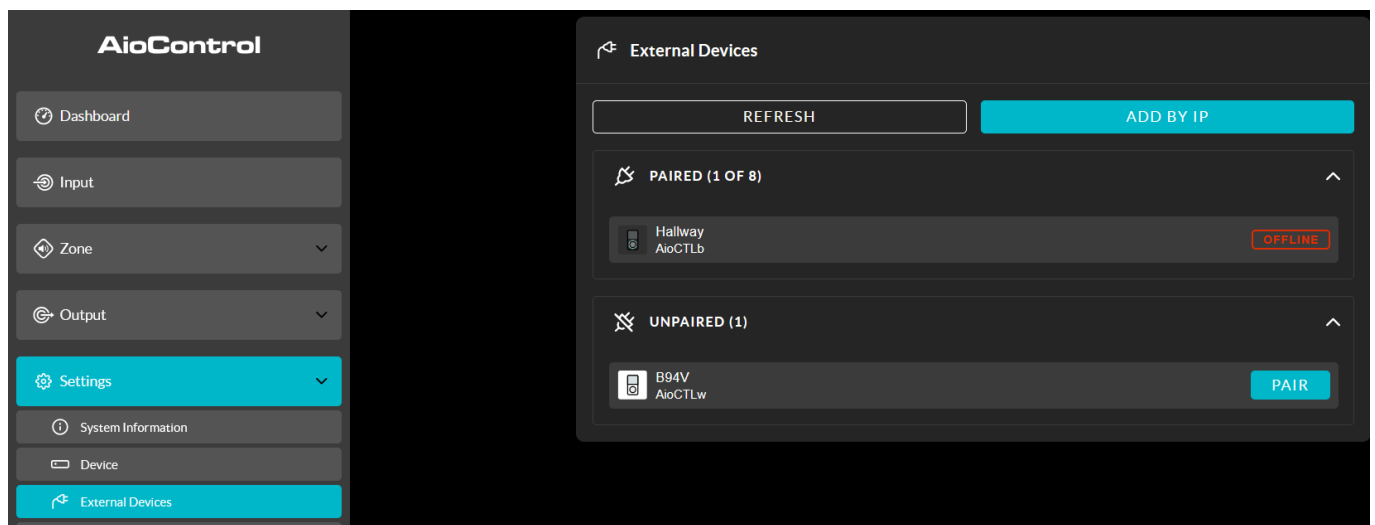 AioControl
Dashboard
Input
Zone
Output
Settings
System Information
Device
External Devices
External Devices
REFRESH
ADD BY IP
PAIRED (1 OF 8)
Hallway
AioCTLb
OFFLINE
UNPAIRED (1)
B94V
AioCTLw
PAIR